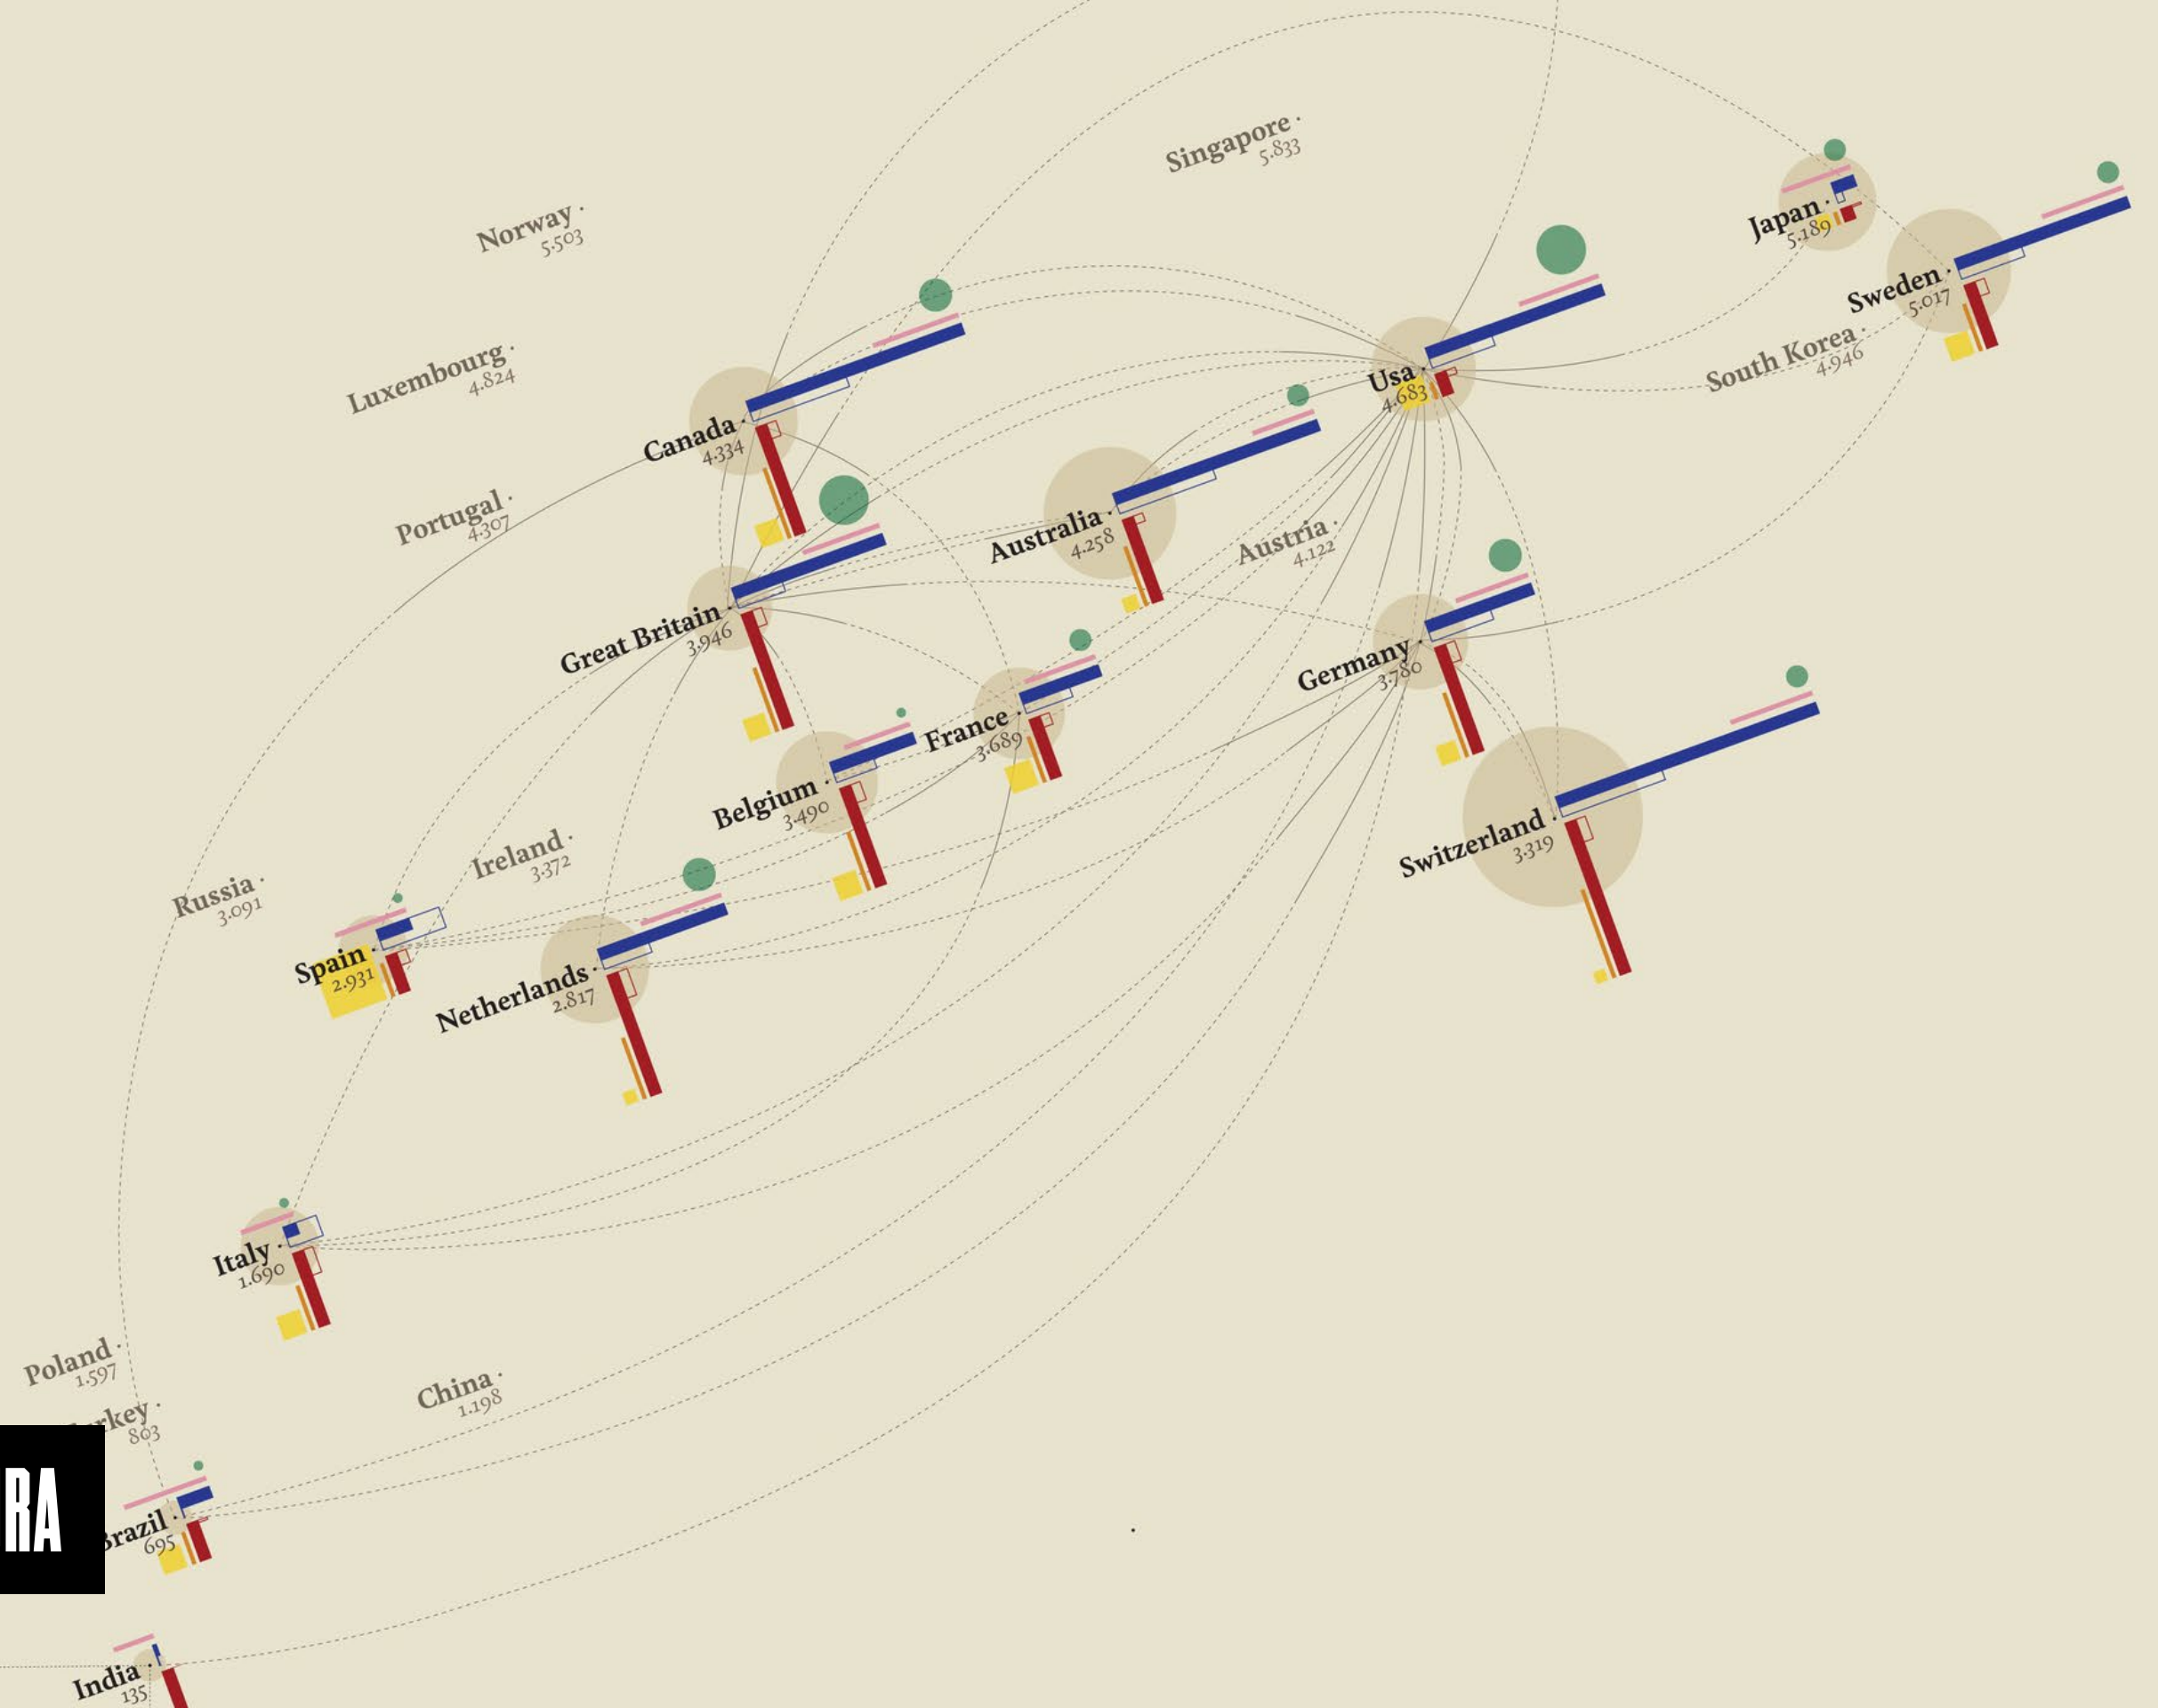 Singapore
5.833
Norway
5.503
Japan
5.189
Sweden
5.017
South Korea
4.946
Luxembourg
4.824
Usa
4.683
Canada
4.334
Portugal
4.307
Australia
4.258
Austria
4.122
Great Britain
3.946
Germany
3.780
France
3.689
Belgium
3.490
Ireland
3.372
Switzerland
3.319
Russia
3.091
Spain
2.931
Netherlands
2.817
Italy
1.690
Poland
1.597
China
1.198
rkey
803
RA
Brazil
695
India
135